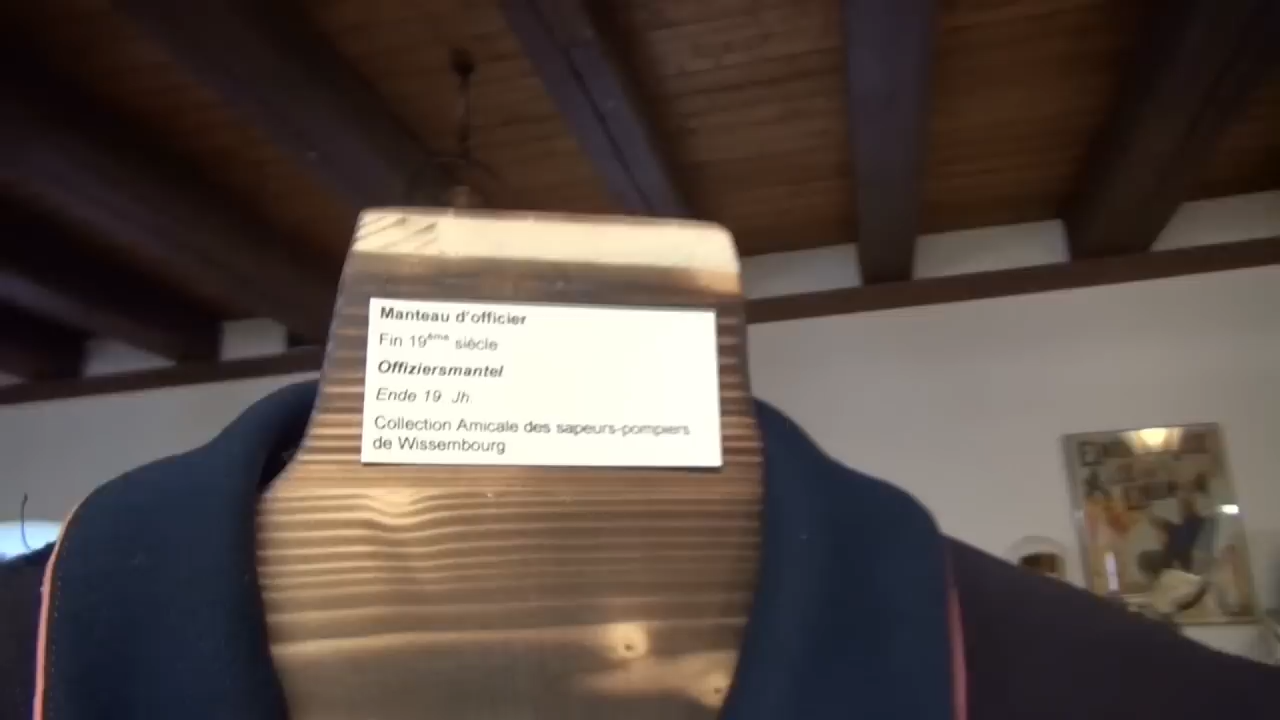 Manteau d'officier
Fin 19ème siècle
Offiziersmantel
Ende 19. Jh.
Collection Amicale des sapeurs-pompiers
de Wissembourg